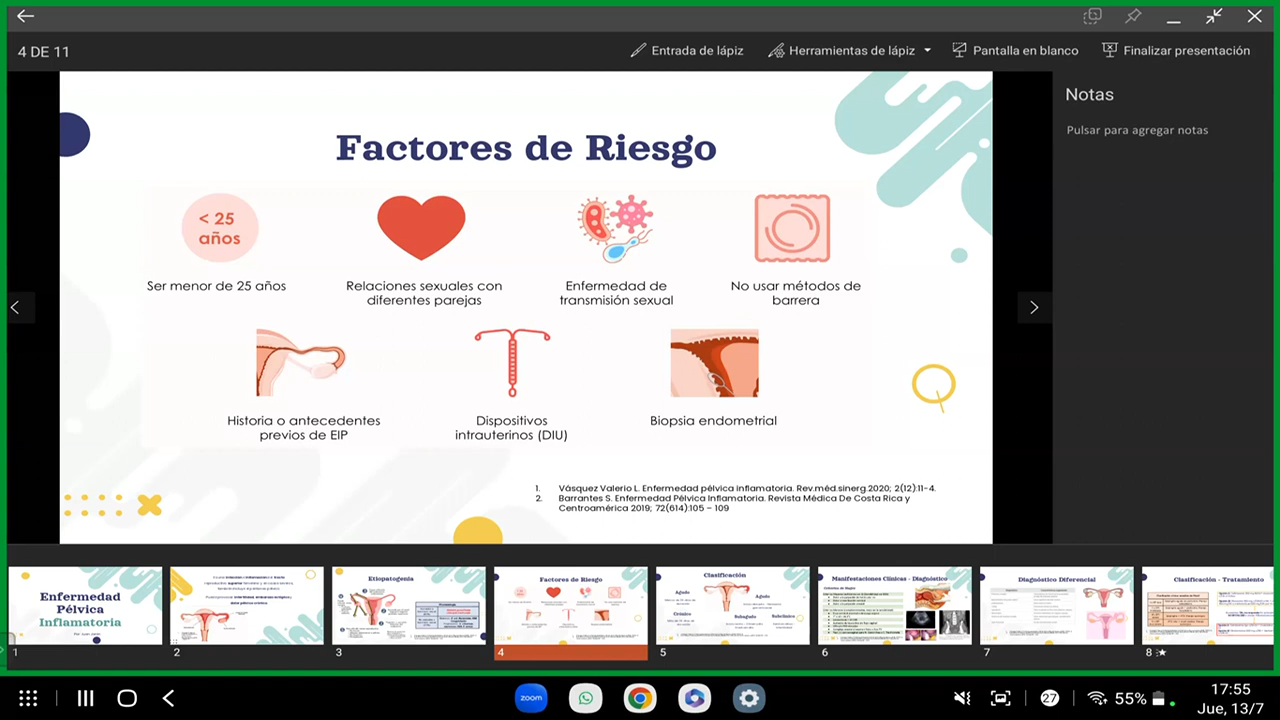 4 DE 11
Entrada de lápiz
Herramientas de lápiz
Pantalla en blanco
Finalizar presentación
Notas
Pulsar para agregar notas
Factores de Riesgo
< 25
años
Ser menor de 25 años
Relaciones sexuales con
diferentes parejas
Enfermedad de
transmisión sexual
No usar métodos de
barrera
Historia o antecedentes
previos de EIP
Dispositivos
intrauterinos (DIU)
Biopsia endometrial
1. Vásquez Valerio L. Enfermedad pélvica inflamatoria. Rev.méd.sinerg 2020; 2(12):11-4.
2. Barrantes S. Enfermedad Pélvica Inflamatoria. Revista Médica De Costa Rica y
Centroamérica 2019; 72(614):105 – 109
Enfermedad
Pélvica
Inflamatoria
2
Etiopatogenia
3
Factores de Riesgo
4
Clasificación
Agudo
Agudo
Crónico
Subagudo
Subclínico
5
Manifestaciones Clínicas - Diagnóstico
6
Diagnóstico Diferencial
7
Clasificación - Tratamiento
8
zoom
27
55%
17:55
Jue, 13/7